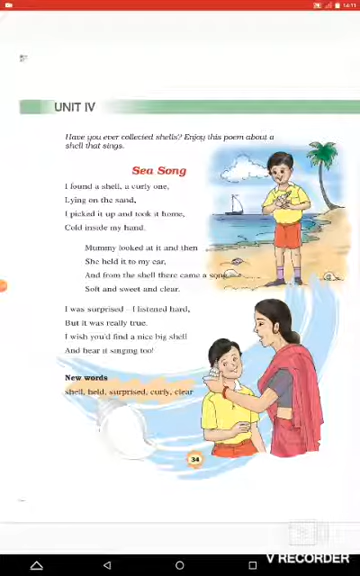 14:11
UNIT IV
Have you ever collected shells? Enjoy this poem about a
shell that sings.
Sea Song
I found a shell, a curly one,
Lying on the sand,
I picked it up and took it home,
Cold inside my hand.
Mummy looked at it and then
She held it to my ear,
And from the shell there came a song
Soft and sweet and clear.
I was surprised — I listened hard,
But it was really true.
I wish you'd find a nice big shell
And hear it singing too!
New words
shell, held, surprised, curly, clear
34
V RECORDER